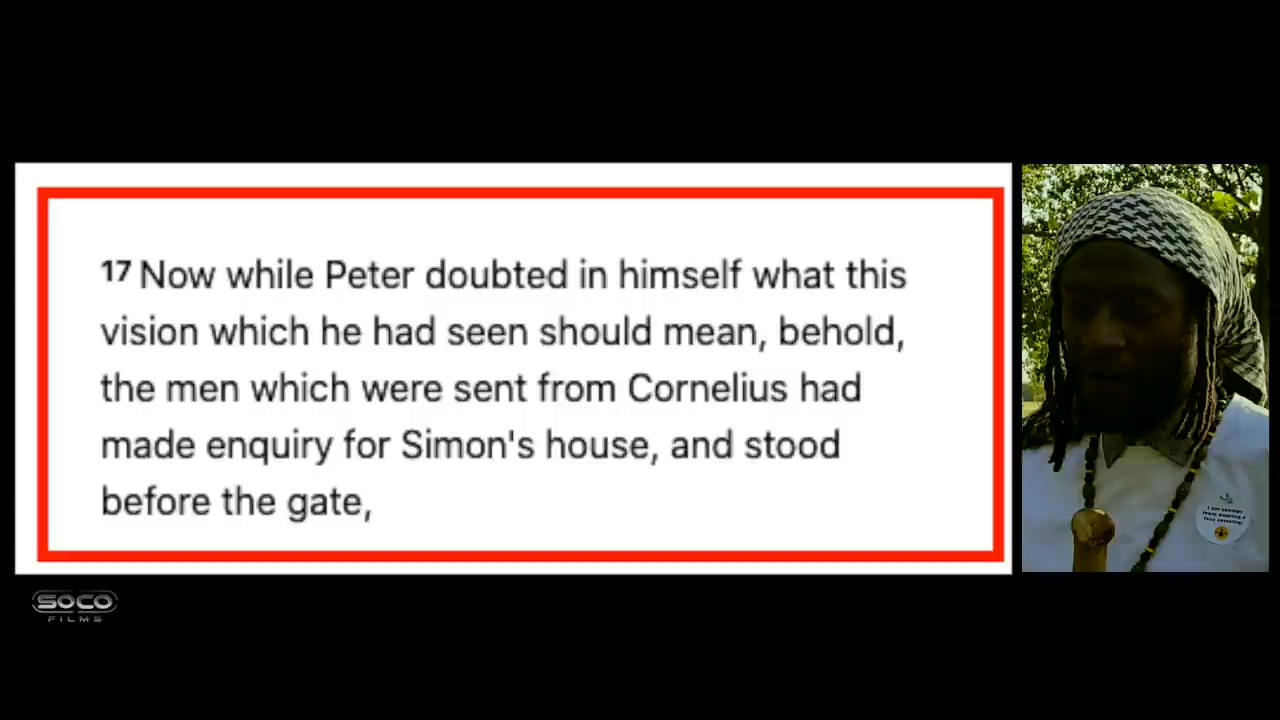 17 Now while Peter doubted in himself what this
vision which he had seen should mean, behold,
the men which were sent from Cornelius had
made enquiry for Simon's house, and stood
before the gate,
SOCO
FILMS